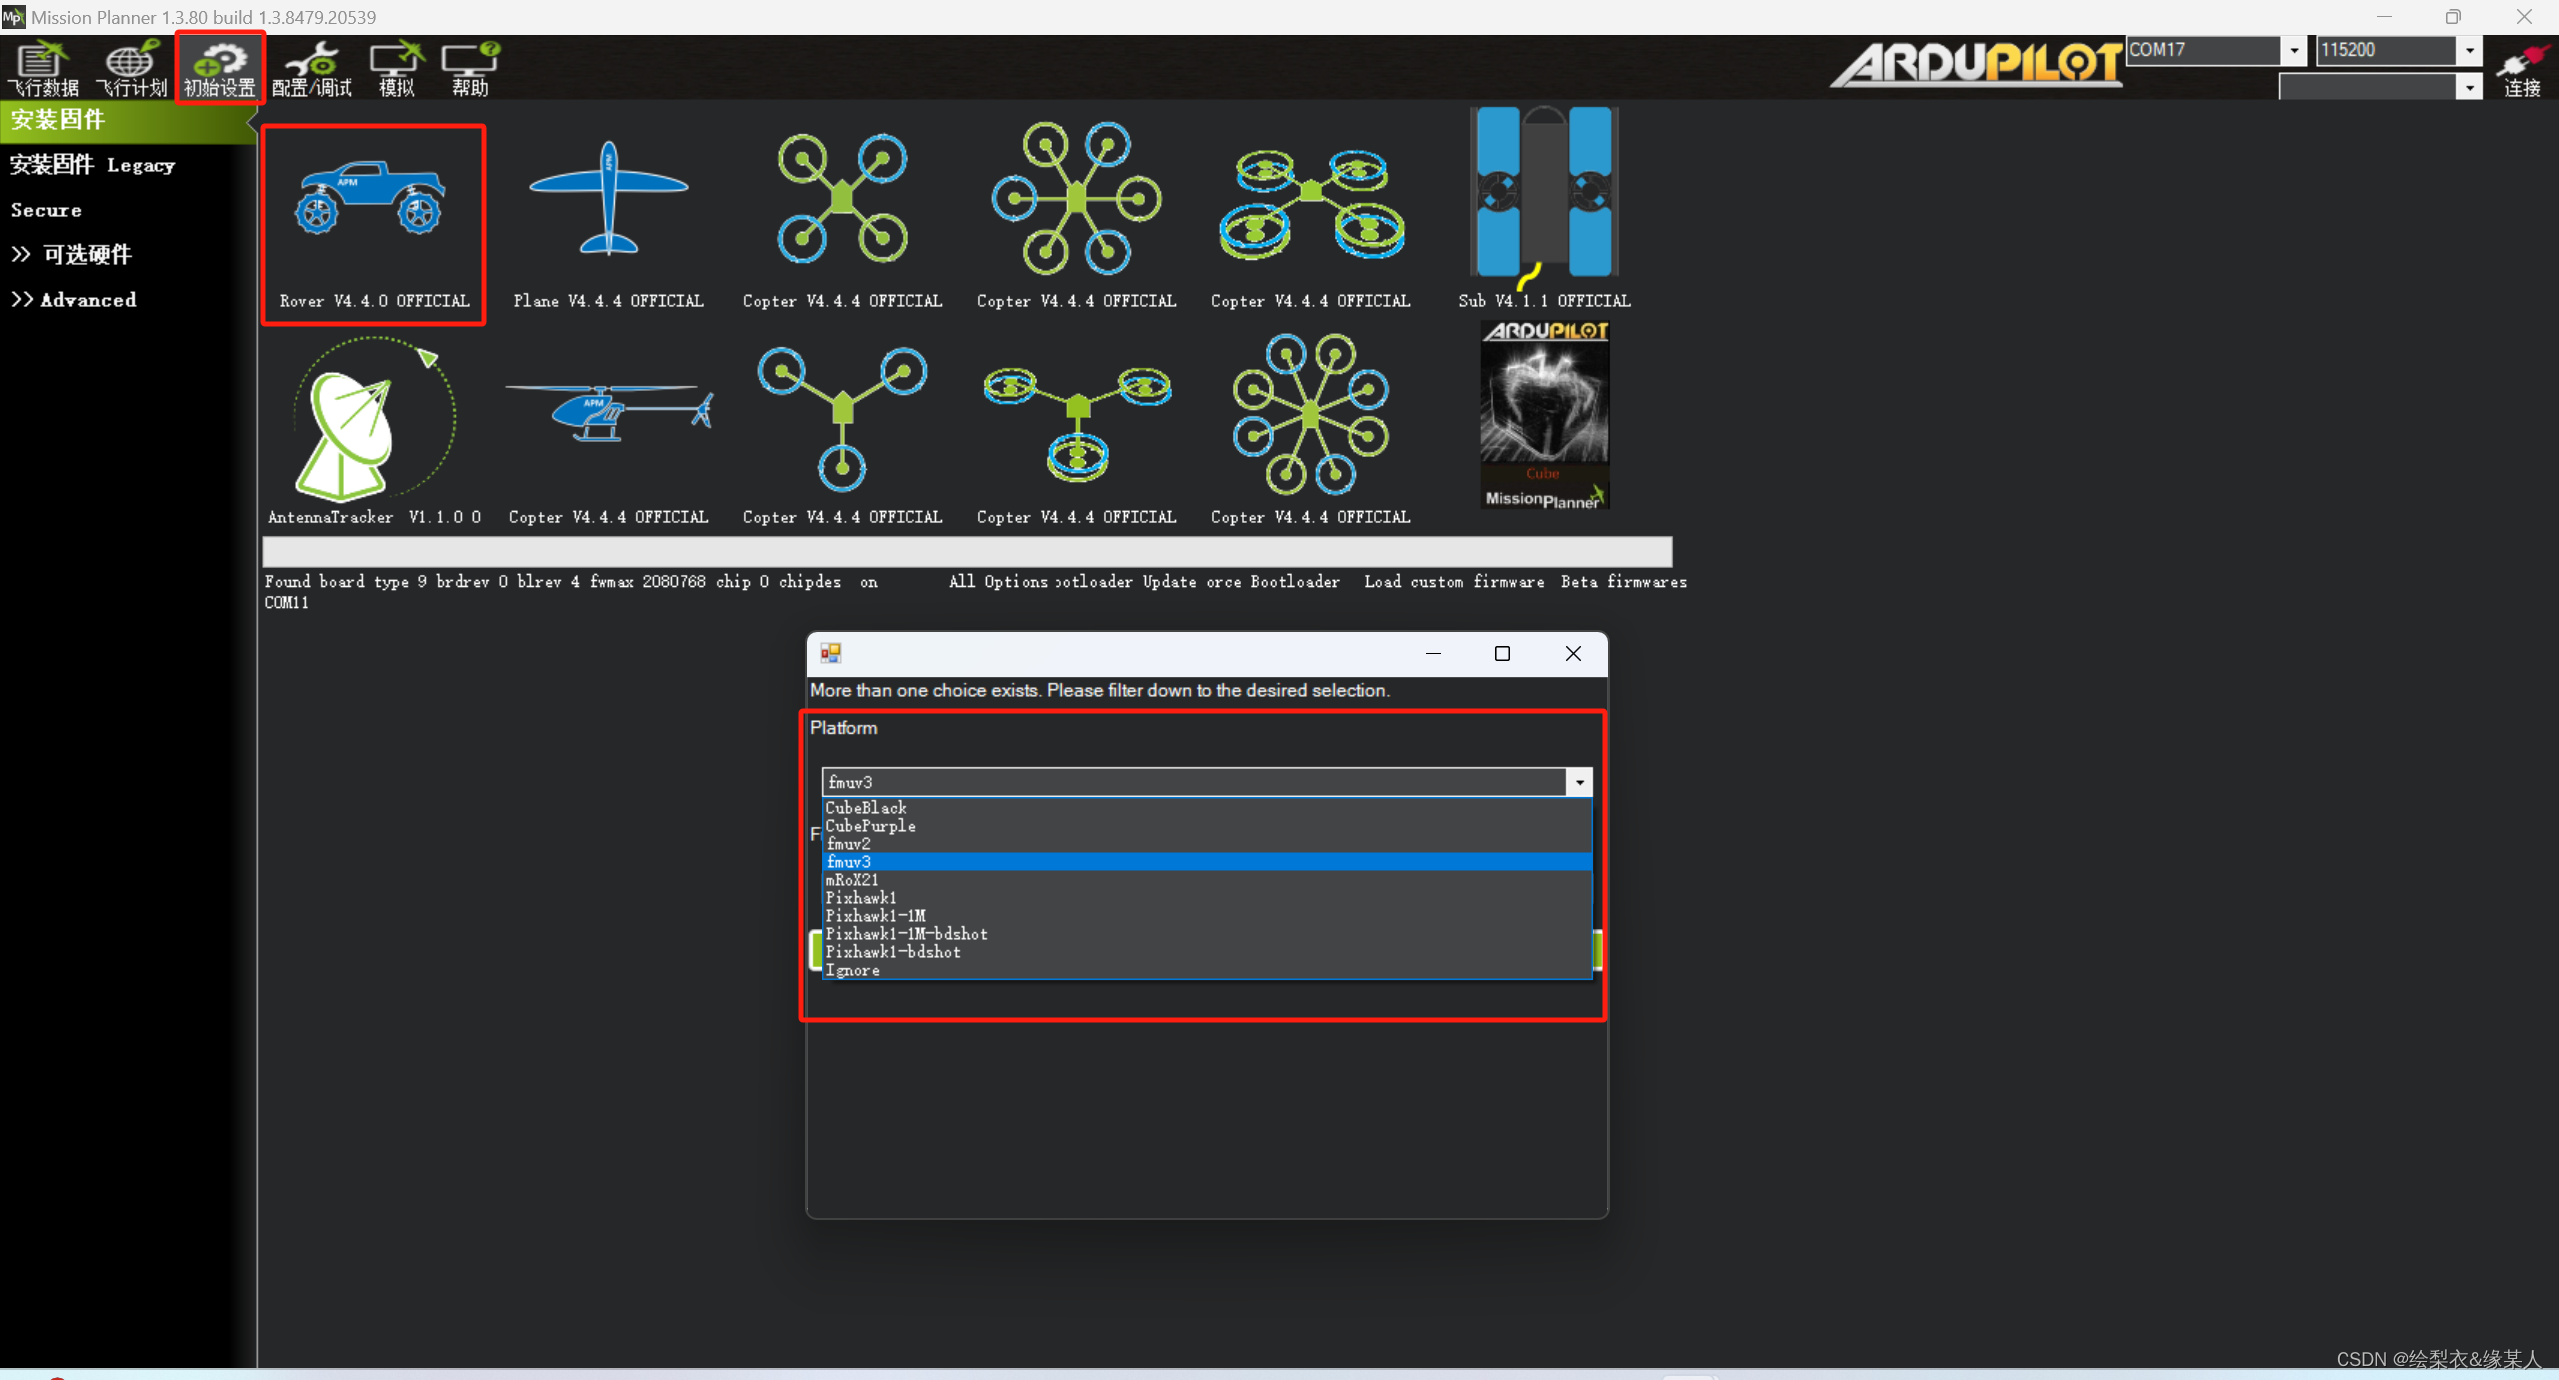 Mission Planner 1.3.80 build 1.3.8479.20539
飞行数据 飞行计划 初始设置 配置/调试 模拟 帮助
ARDUPILOT
COM17 115200
连接
安装固件
安装固件 Legacy
Secure
>> 可选硬件
>> Advanced
APM APM
Rover V4.4.0 OFFICIAL Plane V4.4.4 OFFICIAL Copter V4.4.4 OFFICIAL Copter V4.4.4 OFFICIAL Copter V4.4.4 OFFICIAL Sub V4.1.1 OFFICIAL
ARDUPILOT
APM
Cube
MissionPlanner
AntennaTracker V1.1.0 O Copter V4.4.4 OFFICIAL Copter V4.4.4 OFFICIAL Copter V4.4.4 OFFICIAL Copter V4.4.4 OFFICIAL
Found board type 9 brdrev 0 blrev 4 fwmax 2080768 chip 0 chipdes on
COM11
All Options ootloader Update orce Bootloader Load custom firmware Beta firmwares
More than one choice exists. Please filter down to the desired selection.
Platform
fmuv3
CubeBlack
CubePurple
fmuv2
fmuv3
mRoX21
Pixhawk1
Pixhawk1-1M
Pixhawk1-1M-bdshot
Pixhawk1-bdshot
Ignore
CSDN @绘梨衣&缘某人